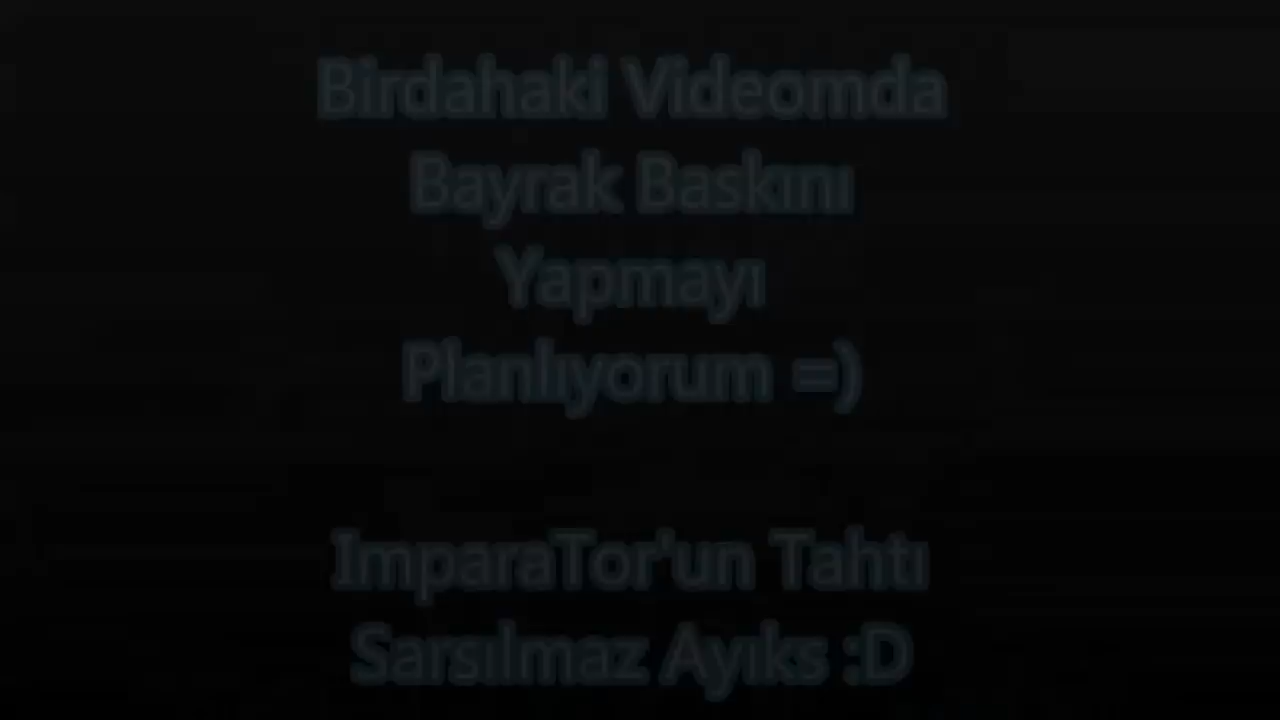 Birdahaki Videomda
Bayrak Baskını
Yapmayı
Planlıyorum =)
ImparaTor'un Tahtı
Sarsılmaz Ayıks :D